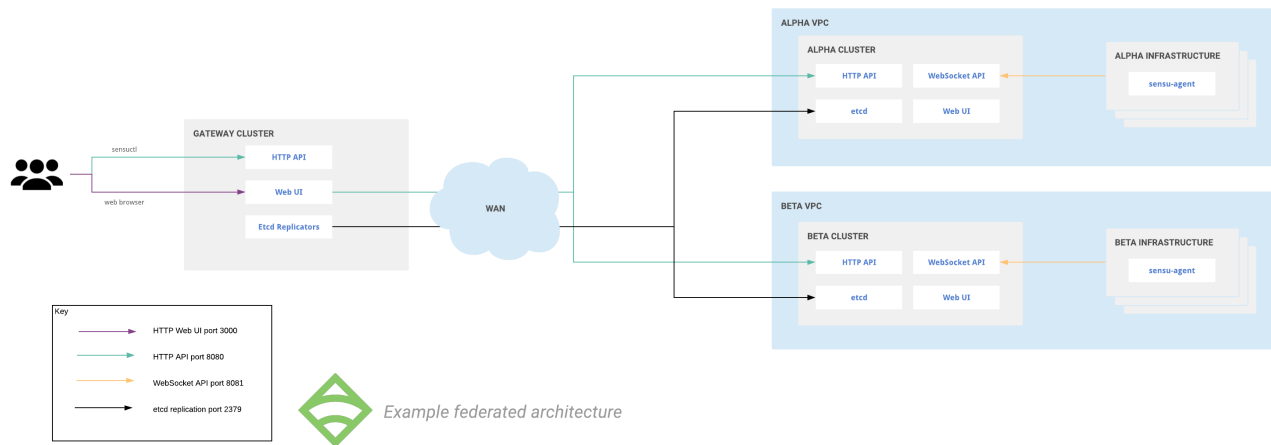 ALPHA VPC
ALPHA CLUSTER
HTTP API
WebSocket API
etcd
Web UI
ALPHA INFRASTRUCTURE
sensu-agent
GATEWAY CLUSTER
sensuctl
HTTP API
web browser
Web UI
Etcd Replicators
WAN
BETA VPC
BETA CLUSTER
HTTP API
WebSocket API
etcd
Web UI
BETA INFRASTRUCTURE
sensu-agent
Key
HTTP Web UI port 3000
HTTP API port 8080
WebSocket API port 8081
etcd replication port 2379
Example federated architecture